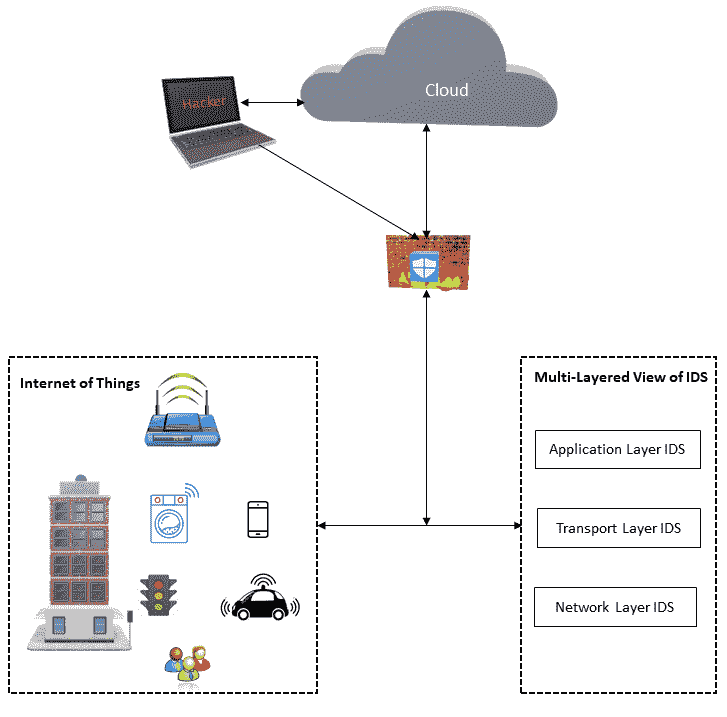 Cloud
Hacker
Internet of Things
Multi-Layered View of IDS
Application Layer IDS
Transport Layer IDS
Network Layer IDS